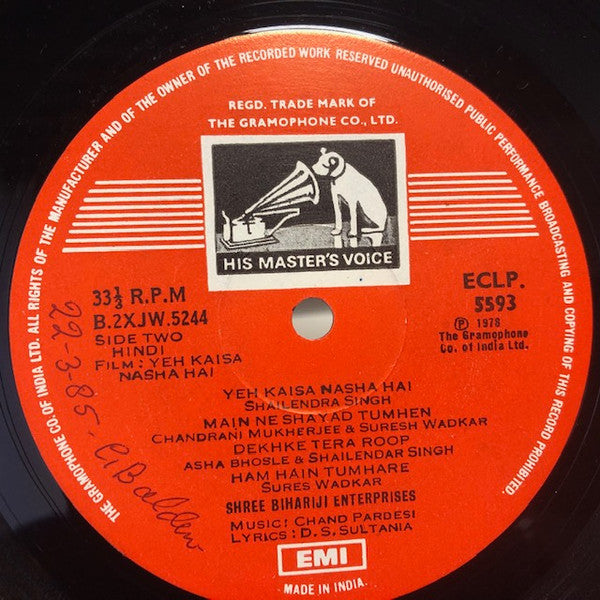 THE GRAMOPHONE CO. OF INDIA LTD. ALL RIGHTS OF THE MANUFACTURER AND OF THE OWNER OF THE RECORDED WORK RESERVED UNAUTHORISED PUBLIC PERFORMANCE BROADCASTING AND COPYING OF THIS RECORD PROHIBITED.
REGD. TRADE MARK OF
THE GRAMOPHONE CO., LTD.
HIS MASTER'S VOICE
33⅓ R.P.M
B.2XJW.5244
SIDE TWO
HINDI
FILM: YEH KAISA
NASHA HAI
ECLP.
5593
℗ 1978
The Gramophone
Co. of India Ltd.
22-3-85-
YEH KAISA NASHA HAI
SHAILENDRA SINGH
MAIN NE SHAYAD TUMHEN
CHANDRANI MUKHERJEE & SURESH WADKAR
DEKHKE TERA ROOP
ASHA BHOSLE & SHAILENDAR SINGH
HAM HAIN TUMHARE
SURES WADKAR
SHREE BIHARIJI ENTERPRISES
MUSIC: CHAND PARDESI
LYRICS: D.S. SULTANIA
EMI
MADE IN INDIA.